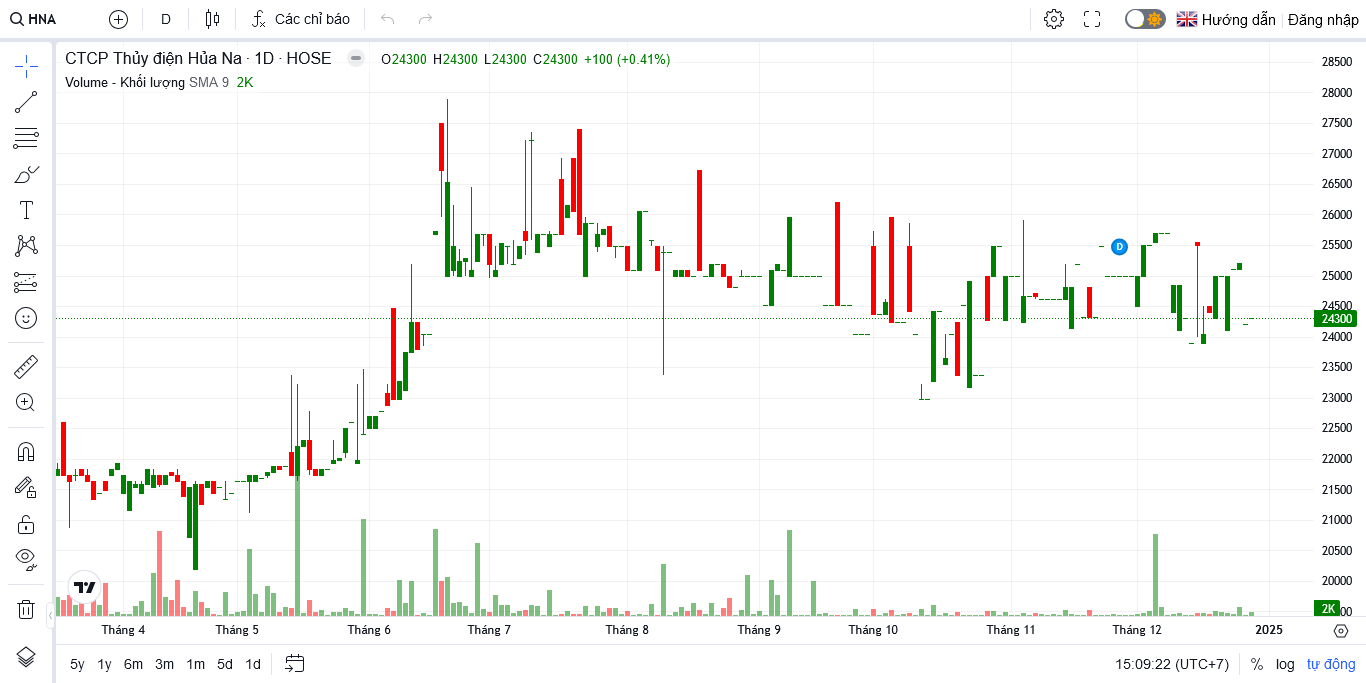 HNA D Các chỉ báo Hướng dẫn Đăng nhập
CTCP Thủy điện Hủa Na · 1D · HOSE O24300 H24300 L24300 C24300 +100 (+0.41%)
Volume - Khối lượng SMA 9 2K
28500
28000
27500
27000
26500
26000
25500
25000
24500
24300
24000
23500
23000
22500
22000
21500
21000
20500
20000
2K
D
Tháng 4 Tháng 5 Tháng 6 Tháng 7 Tháng 8 Tháng 9 Tháng 10 Tháng 11 Tháng 12 2025
5y 1y 6m 3m 1m 5d 1d 15:09:22 (UTC+7) % log tự động